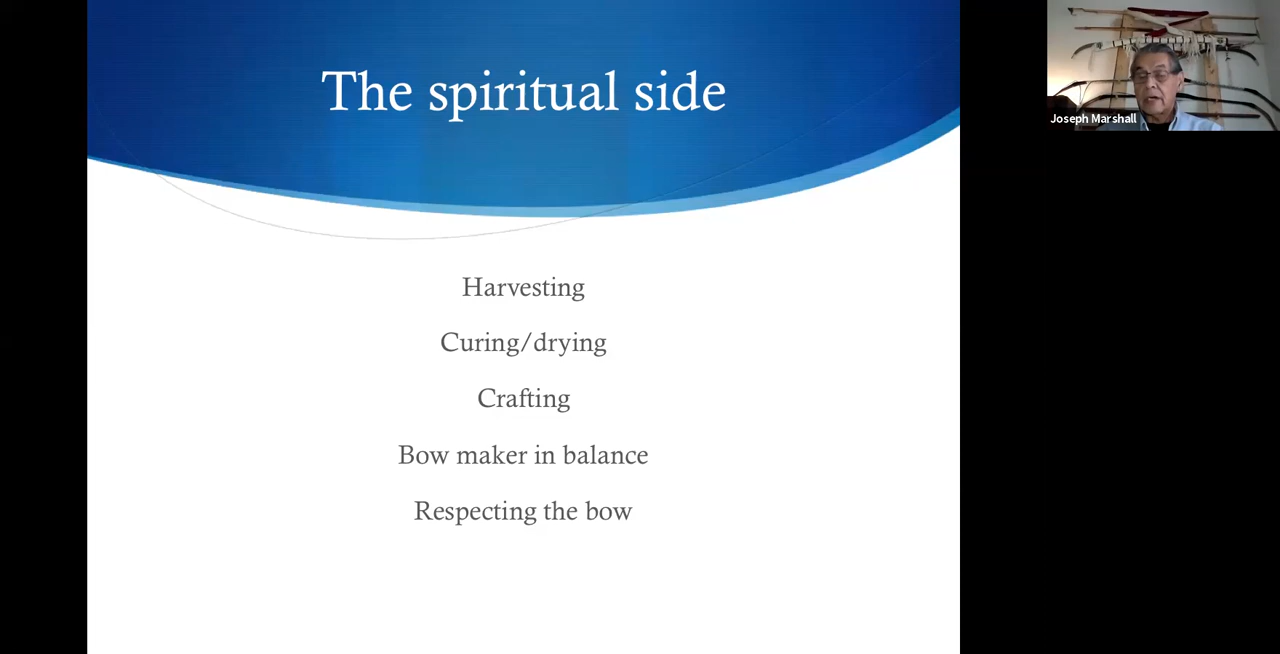 The spiritual side
Joseph Marshall
Harvesting
Curing/drying
Crafting
Bow maker in balance
Respecting the bow